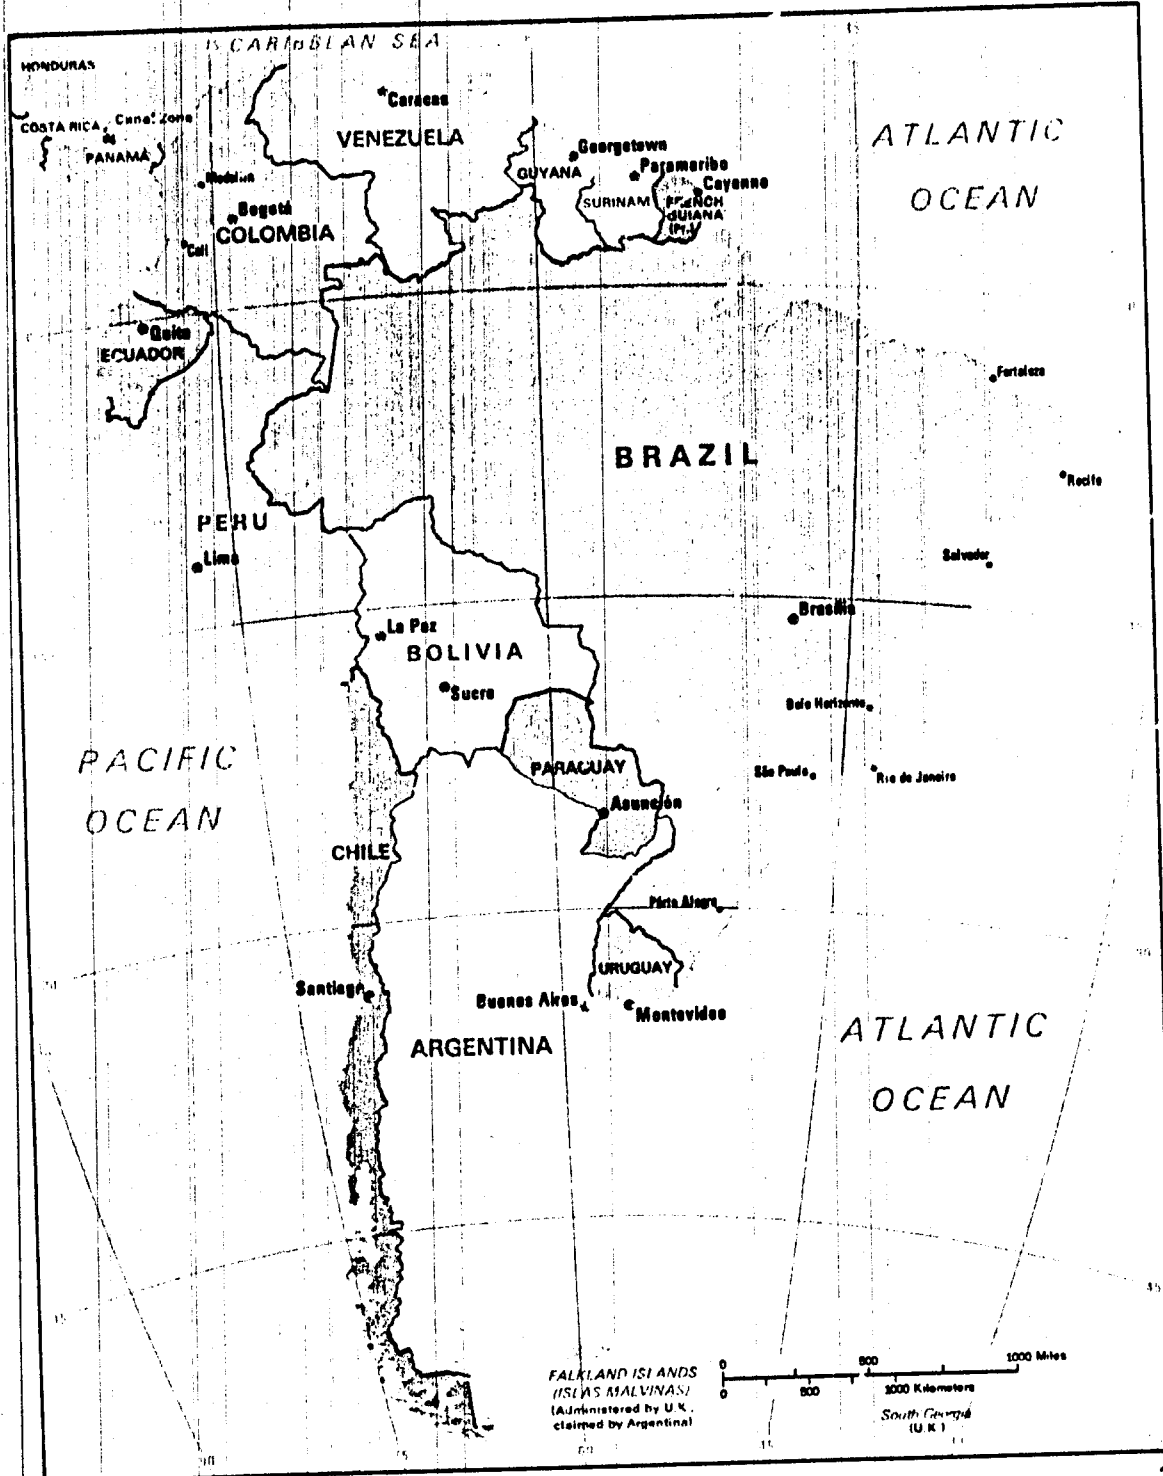 CARIBBEAN SEA
HONDURAS
Caracas
COSTA RICA
Canal Zone
VENEZUELA
ATLANTIC
OCEAN
PANAMA
Georgetown
GUYANA
Paramaribo
Medellin
Cayenne
SURINAM
FRENCH
GUIANA
(Fr.)
Bogotá
COLOMBIA
Cali
Quito
ECUADOR
Fortaleza
BRAZIL
Recife
PERU
Lima
Salvador
Brasília
La Paz
BOLIVIA
Sucre
Belo Horizonte
PACIFIC
OCEAN
PARAGUAY
São Paulo
Rio de Janeiro
Asunción
CHILE
Pôrto Alegre
URUGUAY
Santiago
Buenos Aires
Montevideo
ATLANTIC
OCEAN
ARGENTINA
45
FALKLAND ISLANDS
(ISLAS MALVINAS)
(Administered by U.K.,
claimed by Argentina)
0 500 1000 Miles
0 500 1000 Kilometers
South Georgia
(U.K.)